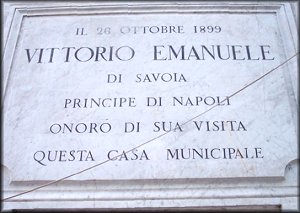 IL 26 OTTOBRE 1899
VITTORIO EMANUELE
DI SAVOIA
PRINCIPE DI NAPOLI
ONORÒ DI SUA VISITA
QUESTA CASA MUNICIPALE